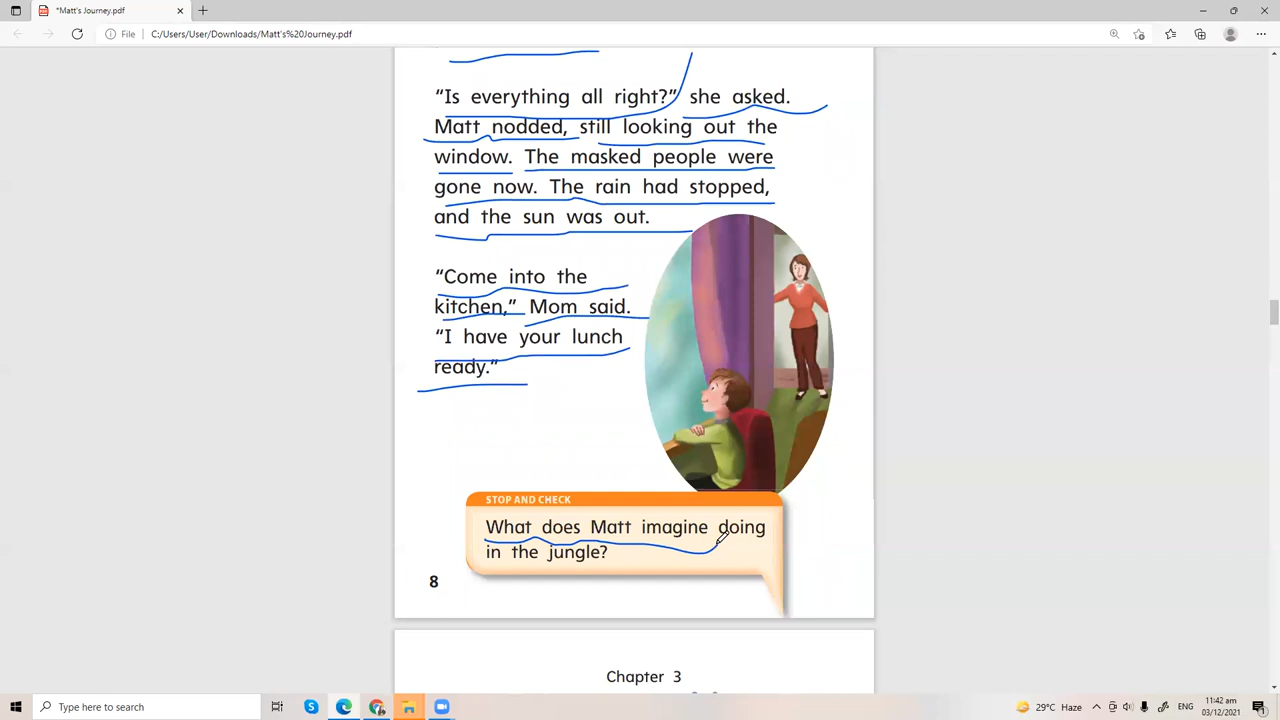 *Matt's Journey.pdf
File
C:/Users/User/Downloads/Matt's%20Journey.pdf
“Is everything all right?” she asked.
Matt nodded, still looking out the
window. The masked people were
gone now. The rain had stopped,
and the sun was out.
“Come into the
kitchen,” Mom said.
“I have your lunch
ready.”
STOP AND CHECK
What does Matt imagine doing
in the jungle?
8
Chapter 3
Type here to search
29°C Haze
ENG
11:42 am
03/12/2021